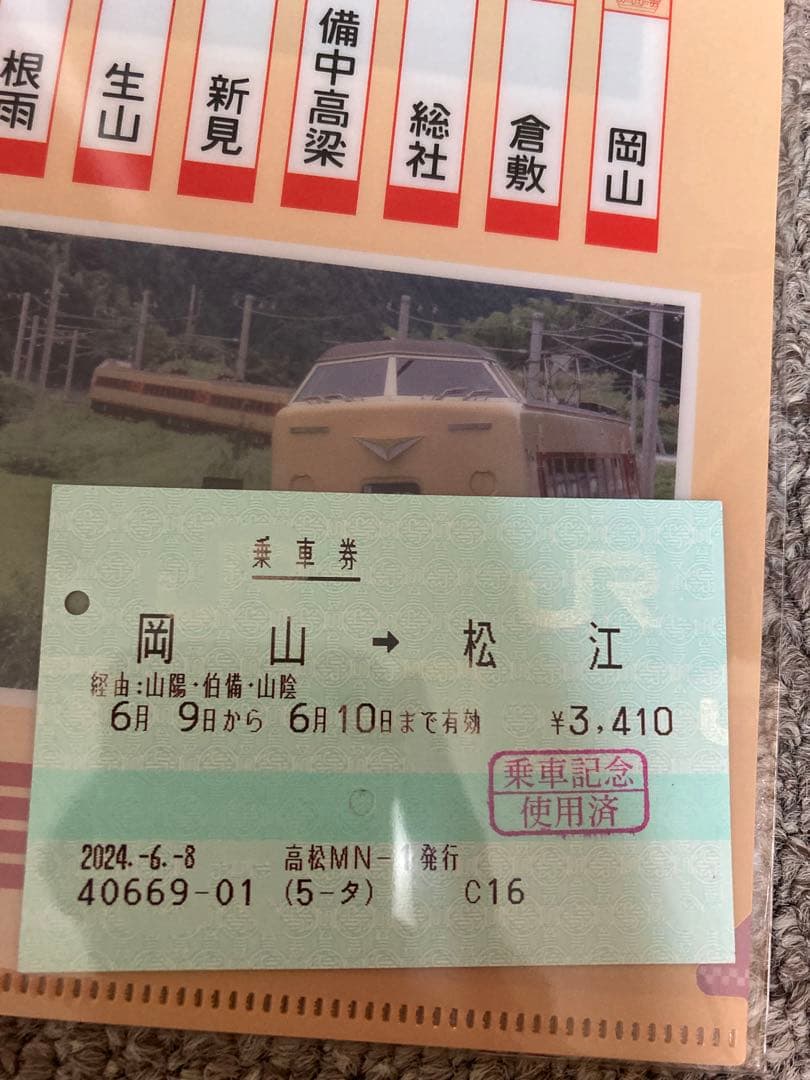 岡山
倉敷
総社
備中高梁
新見
生山
根雨
乗車券
岡山→松江
経由:山陽・伯備・山陰
6月 9日から 6月10日まで有効 ¥3,410
乗車記念
使用済
2024.-6.-8 高松MN-1発行
40669-01 (5-タ) C16
JR